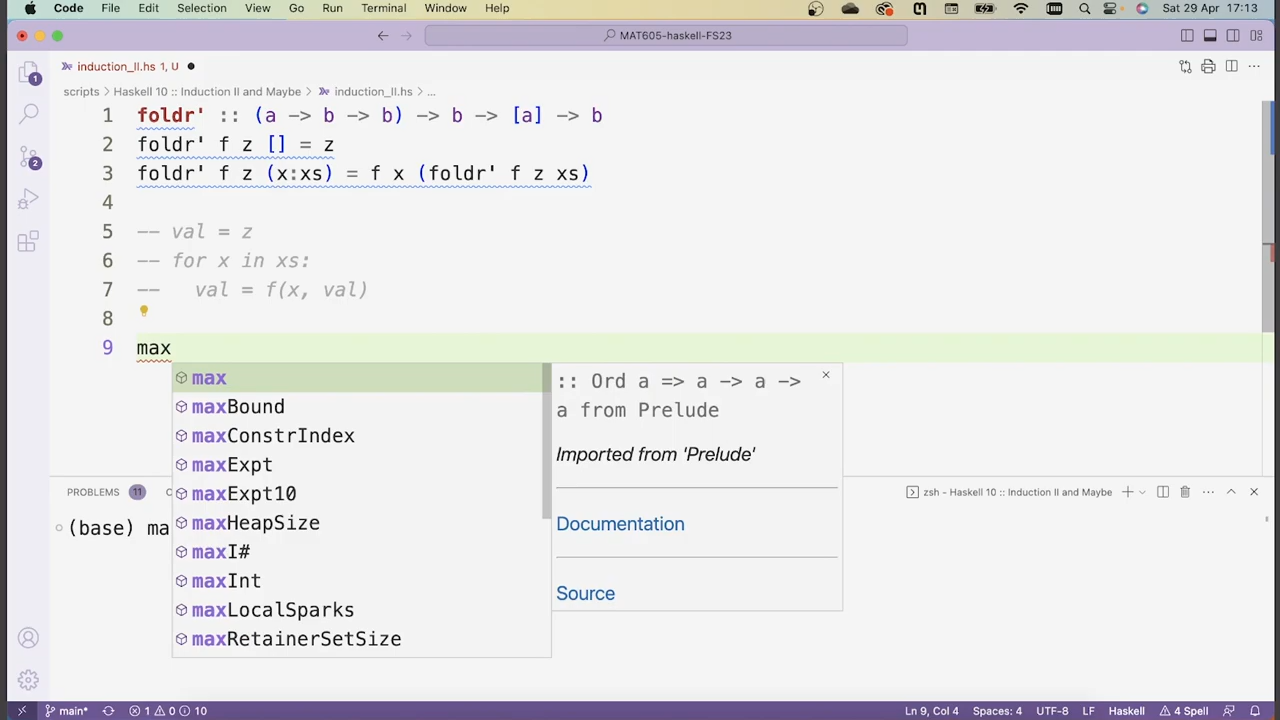 Code File Edit Selection View Go Run Terminal Window Help Sat 29 Apr 17:13
MAT605-haskell-FS23
induction_II.hs 1, U
scripts > Haskell 10 :: Induction II and Maybe > induction_II.hs > ...
1 foldr' :: (a -> b -> b) -> b -> [a] -> b
2 foldr' f z [] = z
3 foldr' f z (x:xs) = f x (foldr' f z xs)
4
5 -- val = z
6 -- for x in xs:
7 --   val = f(x, val)
8
9 max
max
maxBound
maxConstrIndex
maxExpt
maxExpt10
maxHeapSize
maxI#
maxInt
maxLocalSparks
maxRetainerSetSize
:: Ord a => a -> a ->
a from Prelude
Imported from 'Prelude'
Documentation
Source
1
2
PROBLEMS 11
zsh - Haskell 10 :: Induction II and Maybe
(base) ma
main* 1 0 10 Ln 9, Col 4 Spaces: 4 UTF-8 LF Haskell 4 Spell